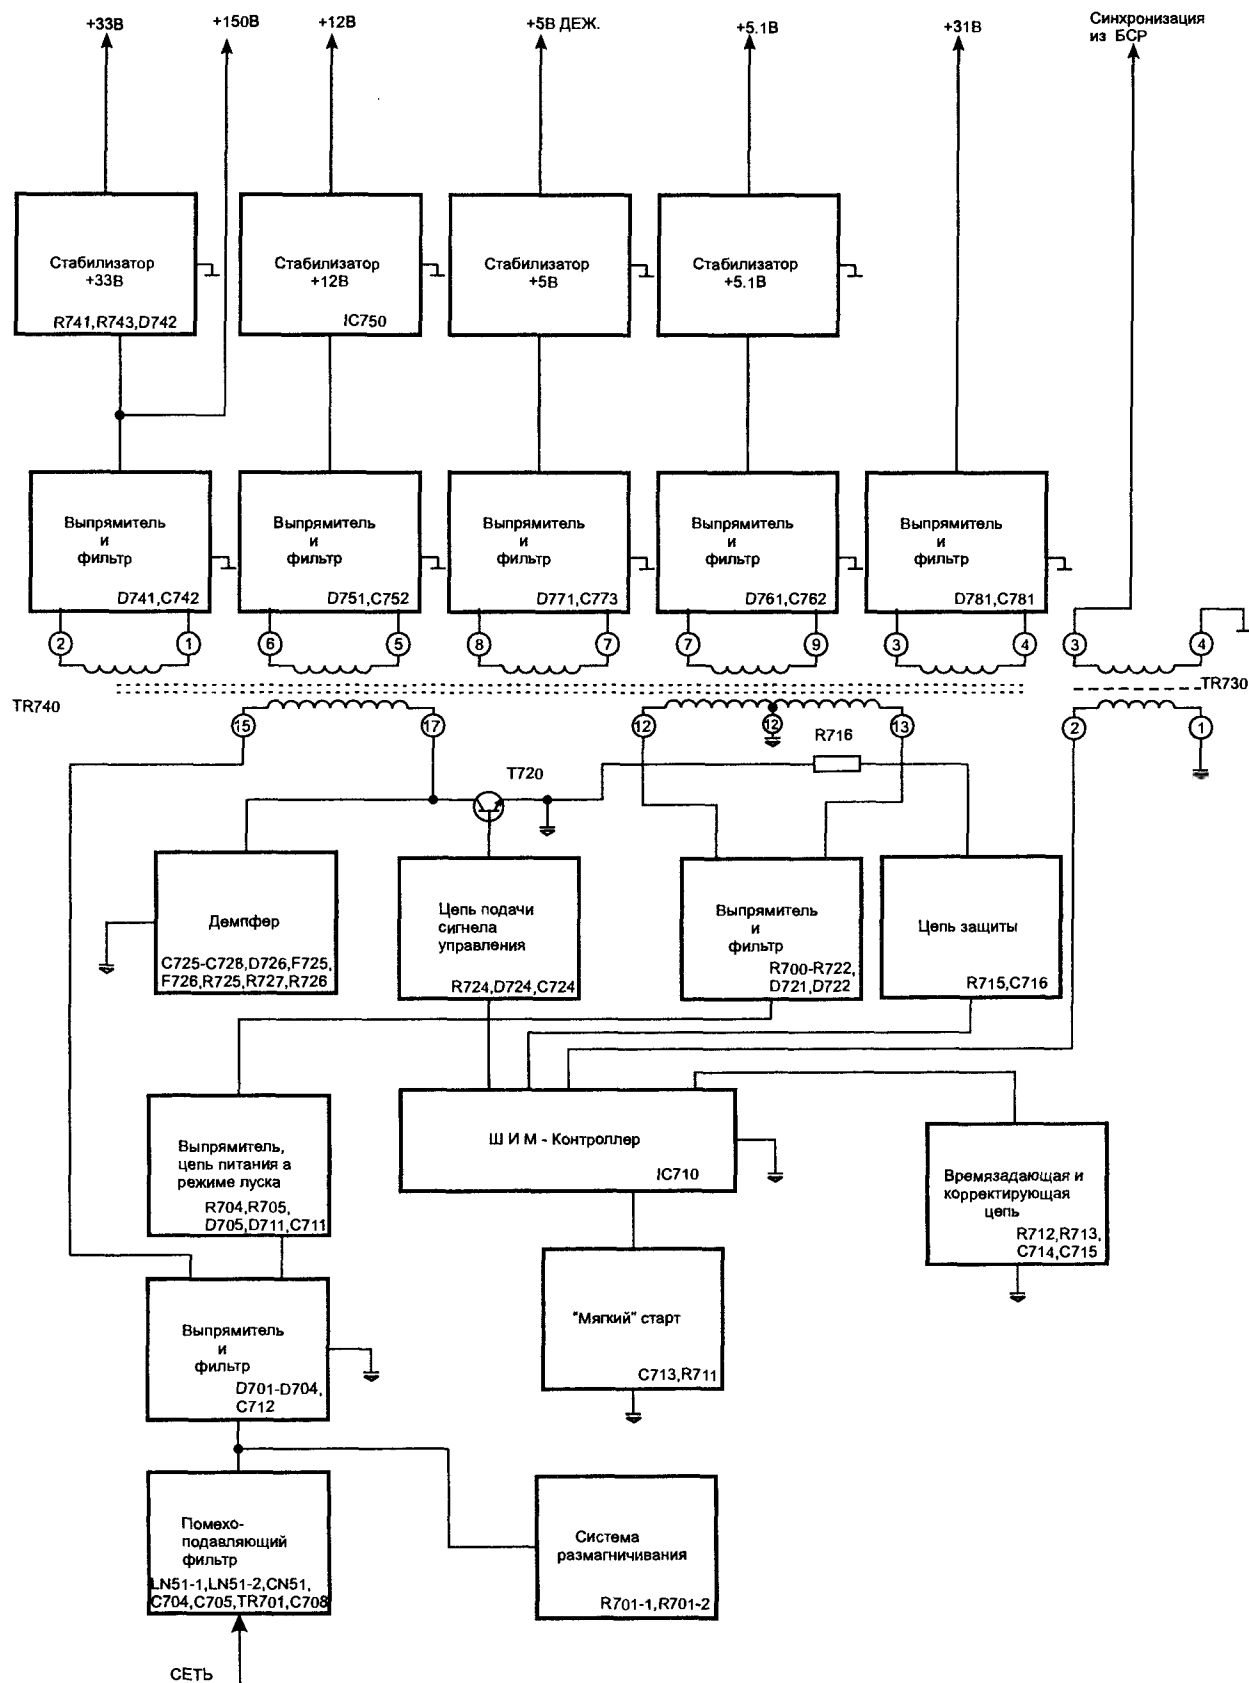 +33В
+150В
+12В
+5В ДЕЖ.
+5.1В
+31В
Синхронизация
из БСР
Стабилизатор
+33В
R741,R743,D742
Стабилизатор
+12В
IC750
Стабилизатор
+5В
Стабилизатор
+5.1В
Выпрямитель
и
фильтр
D741,C742
Выпрямитель
и
фильтр
D751,C752
Выпрямитель
и
фильтр
D771,C773
Выпрямитель
и
фильтр
D761,C762
Выпрямитель
и
фильтр
D781,C781
2
1
6
5
8
7
7
9
3
4
3
4
TR740
TR730
15
17
12
12
13
2
1
R716
T720
Демпфер
C725-C728,D726,F725,
F726,R725,R727,R726
Цепь подачи
сигнела
управления
R724,D724,C724
Выпрямитель
и
фильтр
R700-R722,
D721,D722
Цепь защиты
R715,C716
Выпрямитель,
цепь питания а
режиме луска
R704,R705,
D705,D711,C711
Ш И М - Контроллер
IC710
Времязадающая и
корректирующая
цепь
R712,R713,
C714,C715
"Мягкий" старт
C713,R711
Выпрямитель
и
фильтр
D701-D704,
C712
Помехо-
подавляющий
фильтр
LN51-1,LN51-2,CN51,
C704,C705,TR701,C708
Система
размагничивания
R701-1,R701-2
СЕТЬ